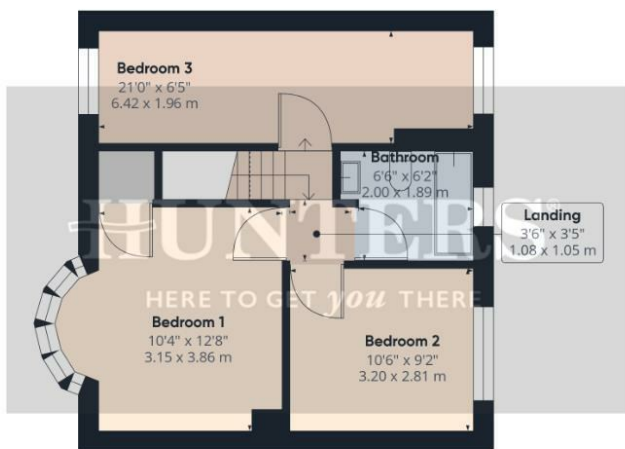 Bedroom 3
21'0" x 6'5"
6.42 x 1.96 m
Bathroom
6'6" x 6'2"
2.00 x 1.89 m
Landing
3'6" x 3'5"
1.08 x 1.05 m
HUNTERS®
HERE TO GET you THERE
Bedroom 1
10'4" x 12'8"
3.15 x 3.86 m
Bedroom 2
10'6" x 9'2"
3.20 x 2.81 m